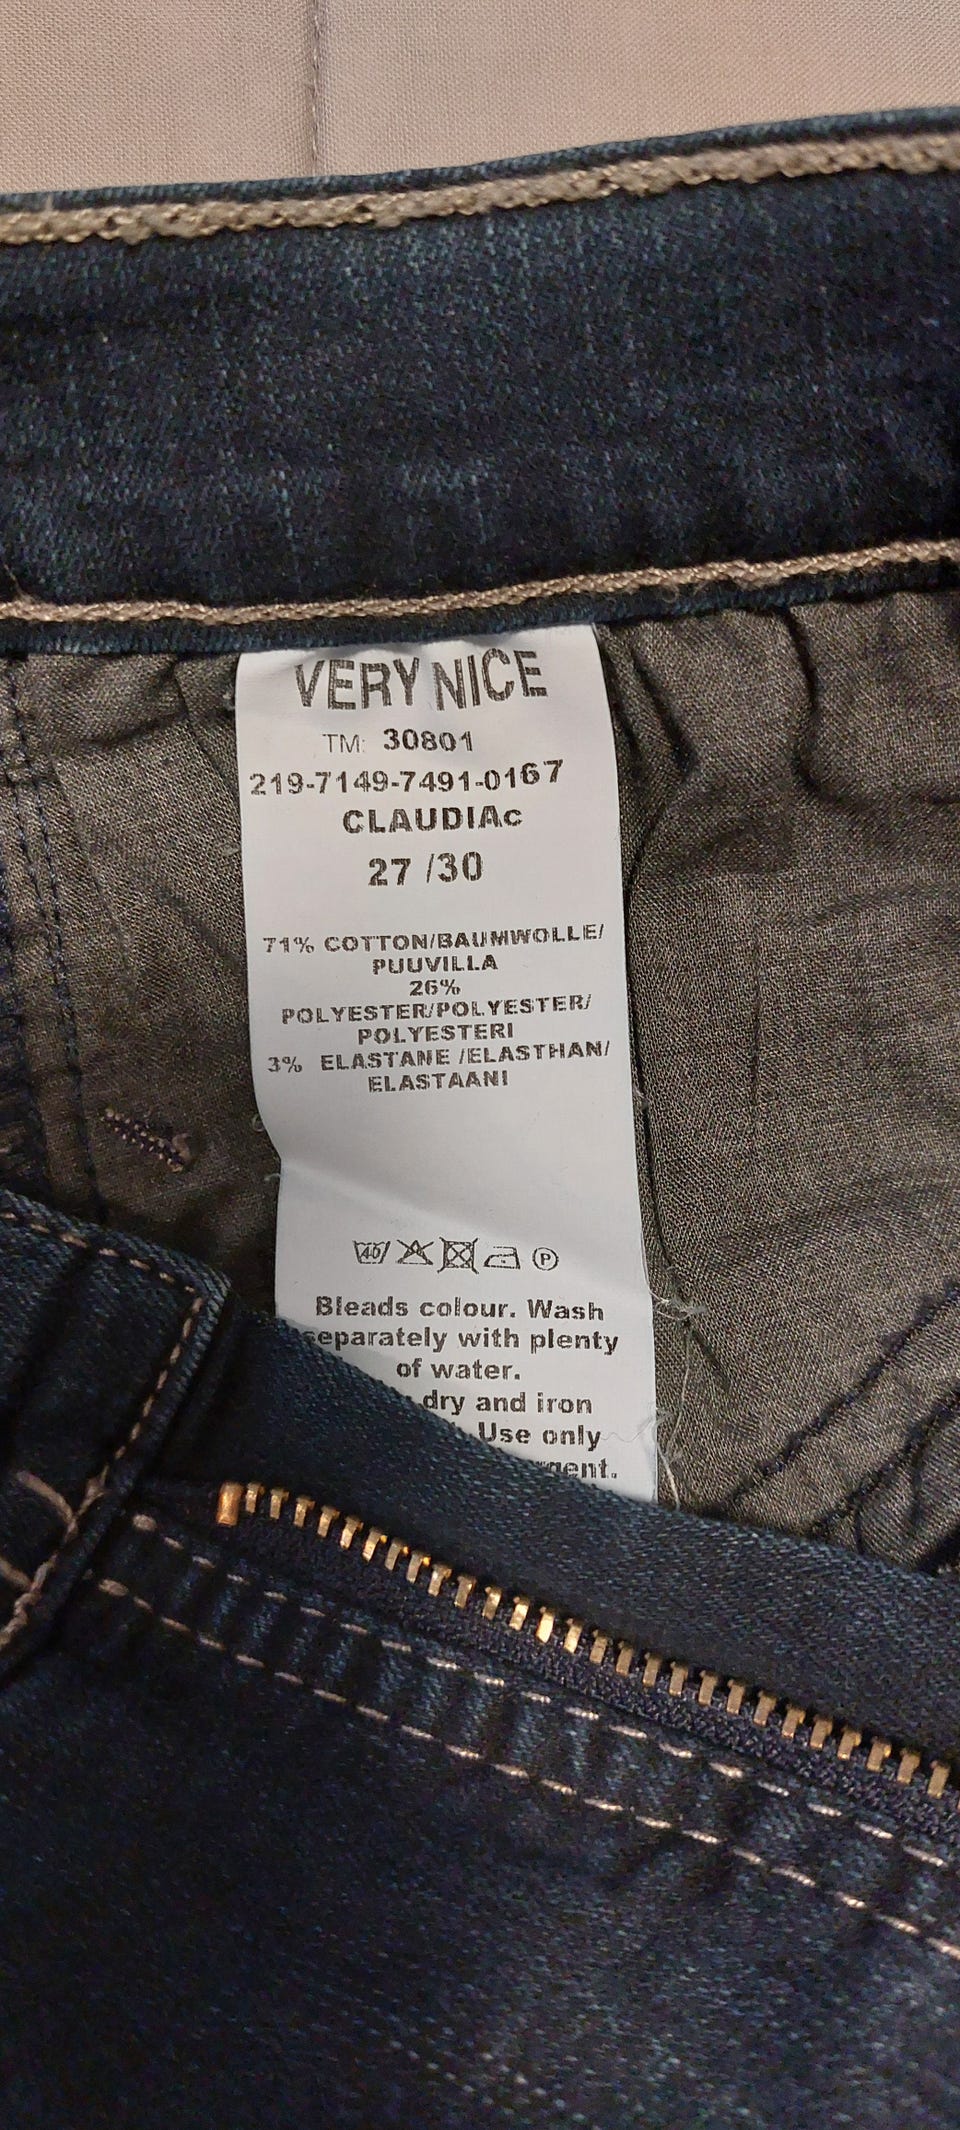 VERY NICE
TM: 30801
219-7149-7491-0167
CLAUDIAc
27 /30
71% COTTON/BAUMWOLLE/
PUUVILLA
26%
POLYESTER/POLYESTER/
POLYESTERI
3% ELASTANE /ELASTHAN/
ELASTAANI
40 P
Bleads colour. Wash
separately with plenty
of water.
dry and iron
Use only